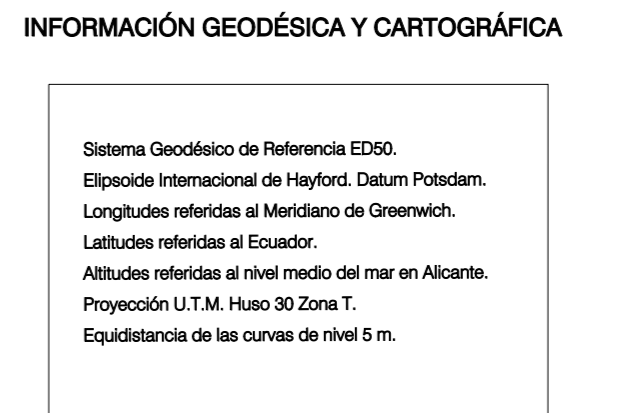 INFORMACIÓN GEODÉSICA Y CARTOGRÁFICA
Sistema Geodésico de Referencia ED50.
Elipsoide Internacional de Hayford. Datum Potsdam.
Longitudes referidas al Meridiano de Greenwich.
Latitudes referidas al Ecuador.
Altitudes referidas al nivel medio del mar en Alicante.
Proyección U.T.M. Huso 30 Zona T.
Equidistancia de las curvas de nivel 5 m.